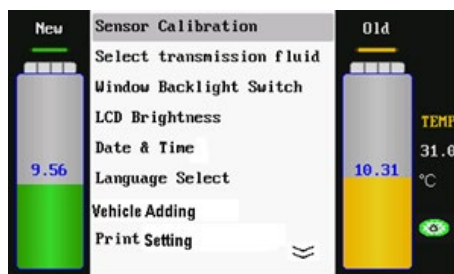 New
Sensor Calibration
Select transmission fluid
Window Backlight Switch
LCD Brightness
Date & Time
Language Select
Vehicle Adding
Print Setting
9.56
Old
10.31
TEMP
31.0
°C